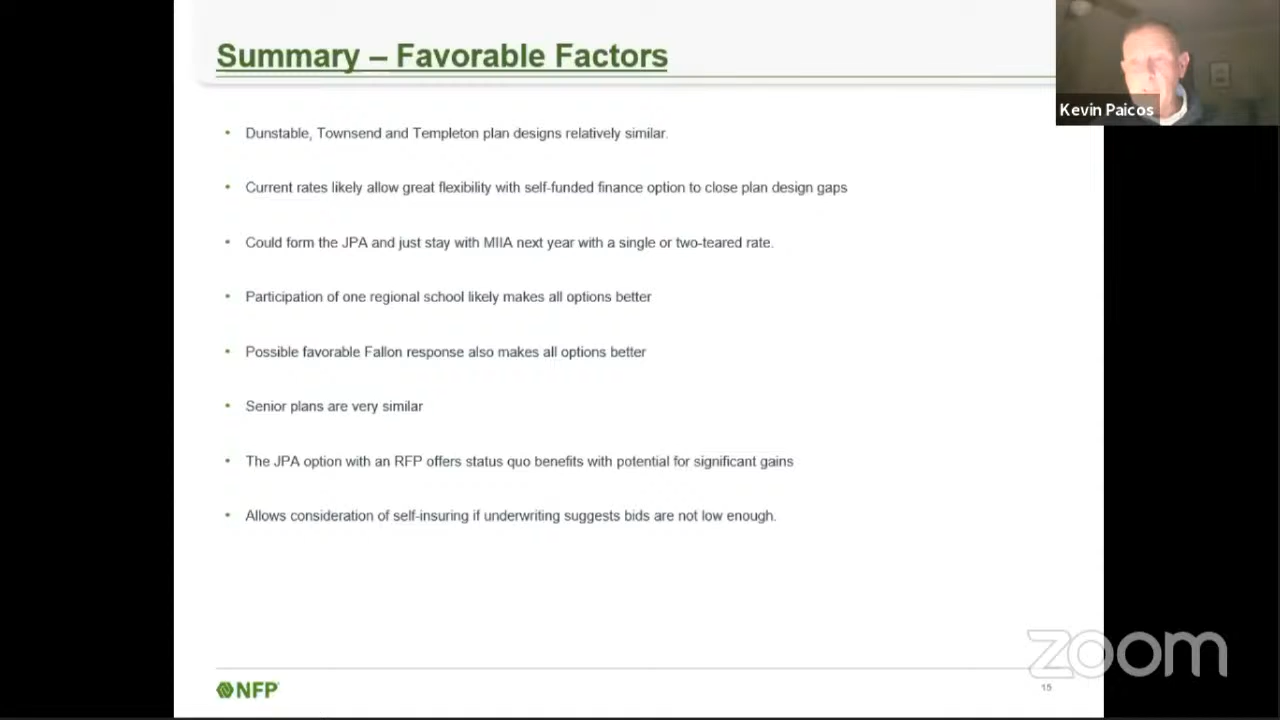 Summary – Favorable Factors
Kevin Paicos
• Dunstable, Townsend and Templeton plan designs relatively similar.
• Current rates likely allow great flexibility with self-funded finance option to close plan design gaps
• Could form the JPA and just stay with MIIA next year with a single or two-teared rate.
• Participation of one regional school likely makes all options better
• Possible favorable Fallon response also makes all options better
• Senior plans are very similar
• The JPA option with an RFP offers status quo benefits with potential for significant gains
• Allows consideration of self-insuring if underwriting suggests bids are not low enough.
zoom
NFP
15